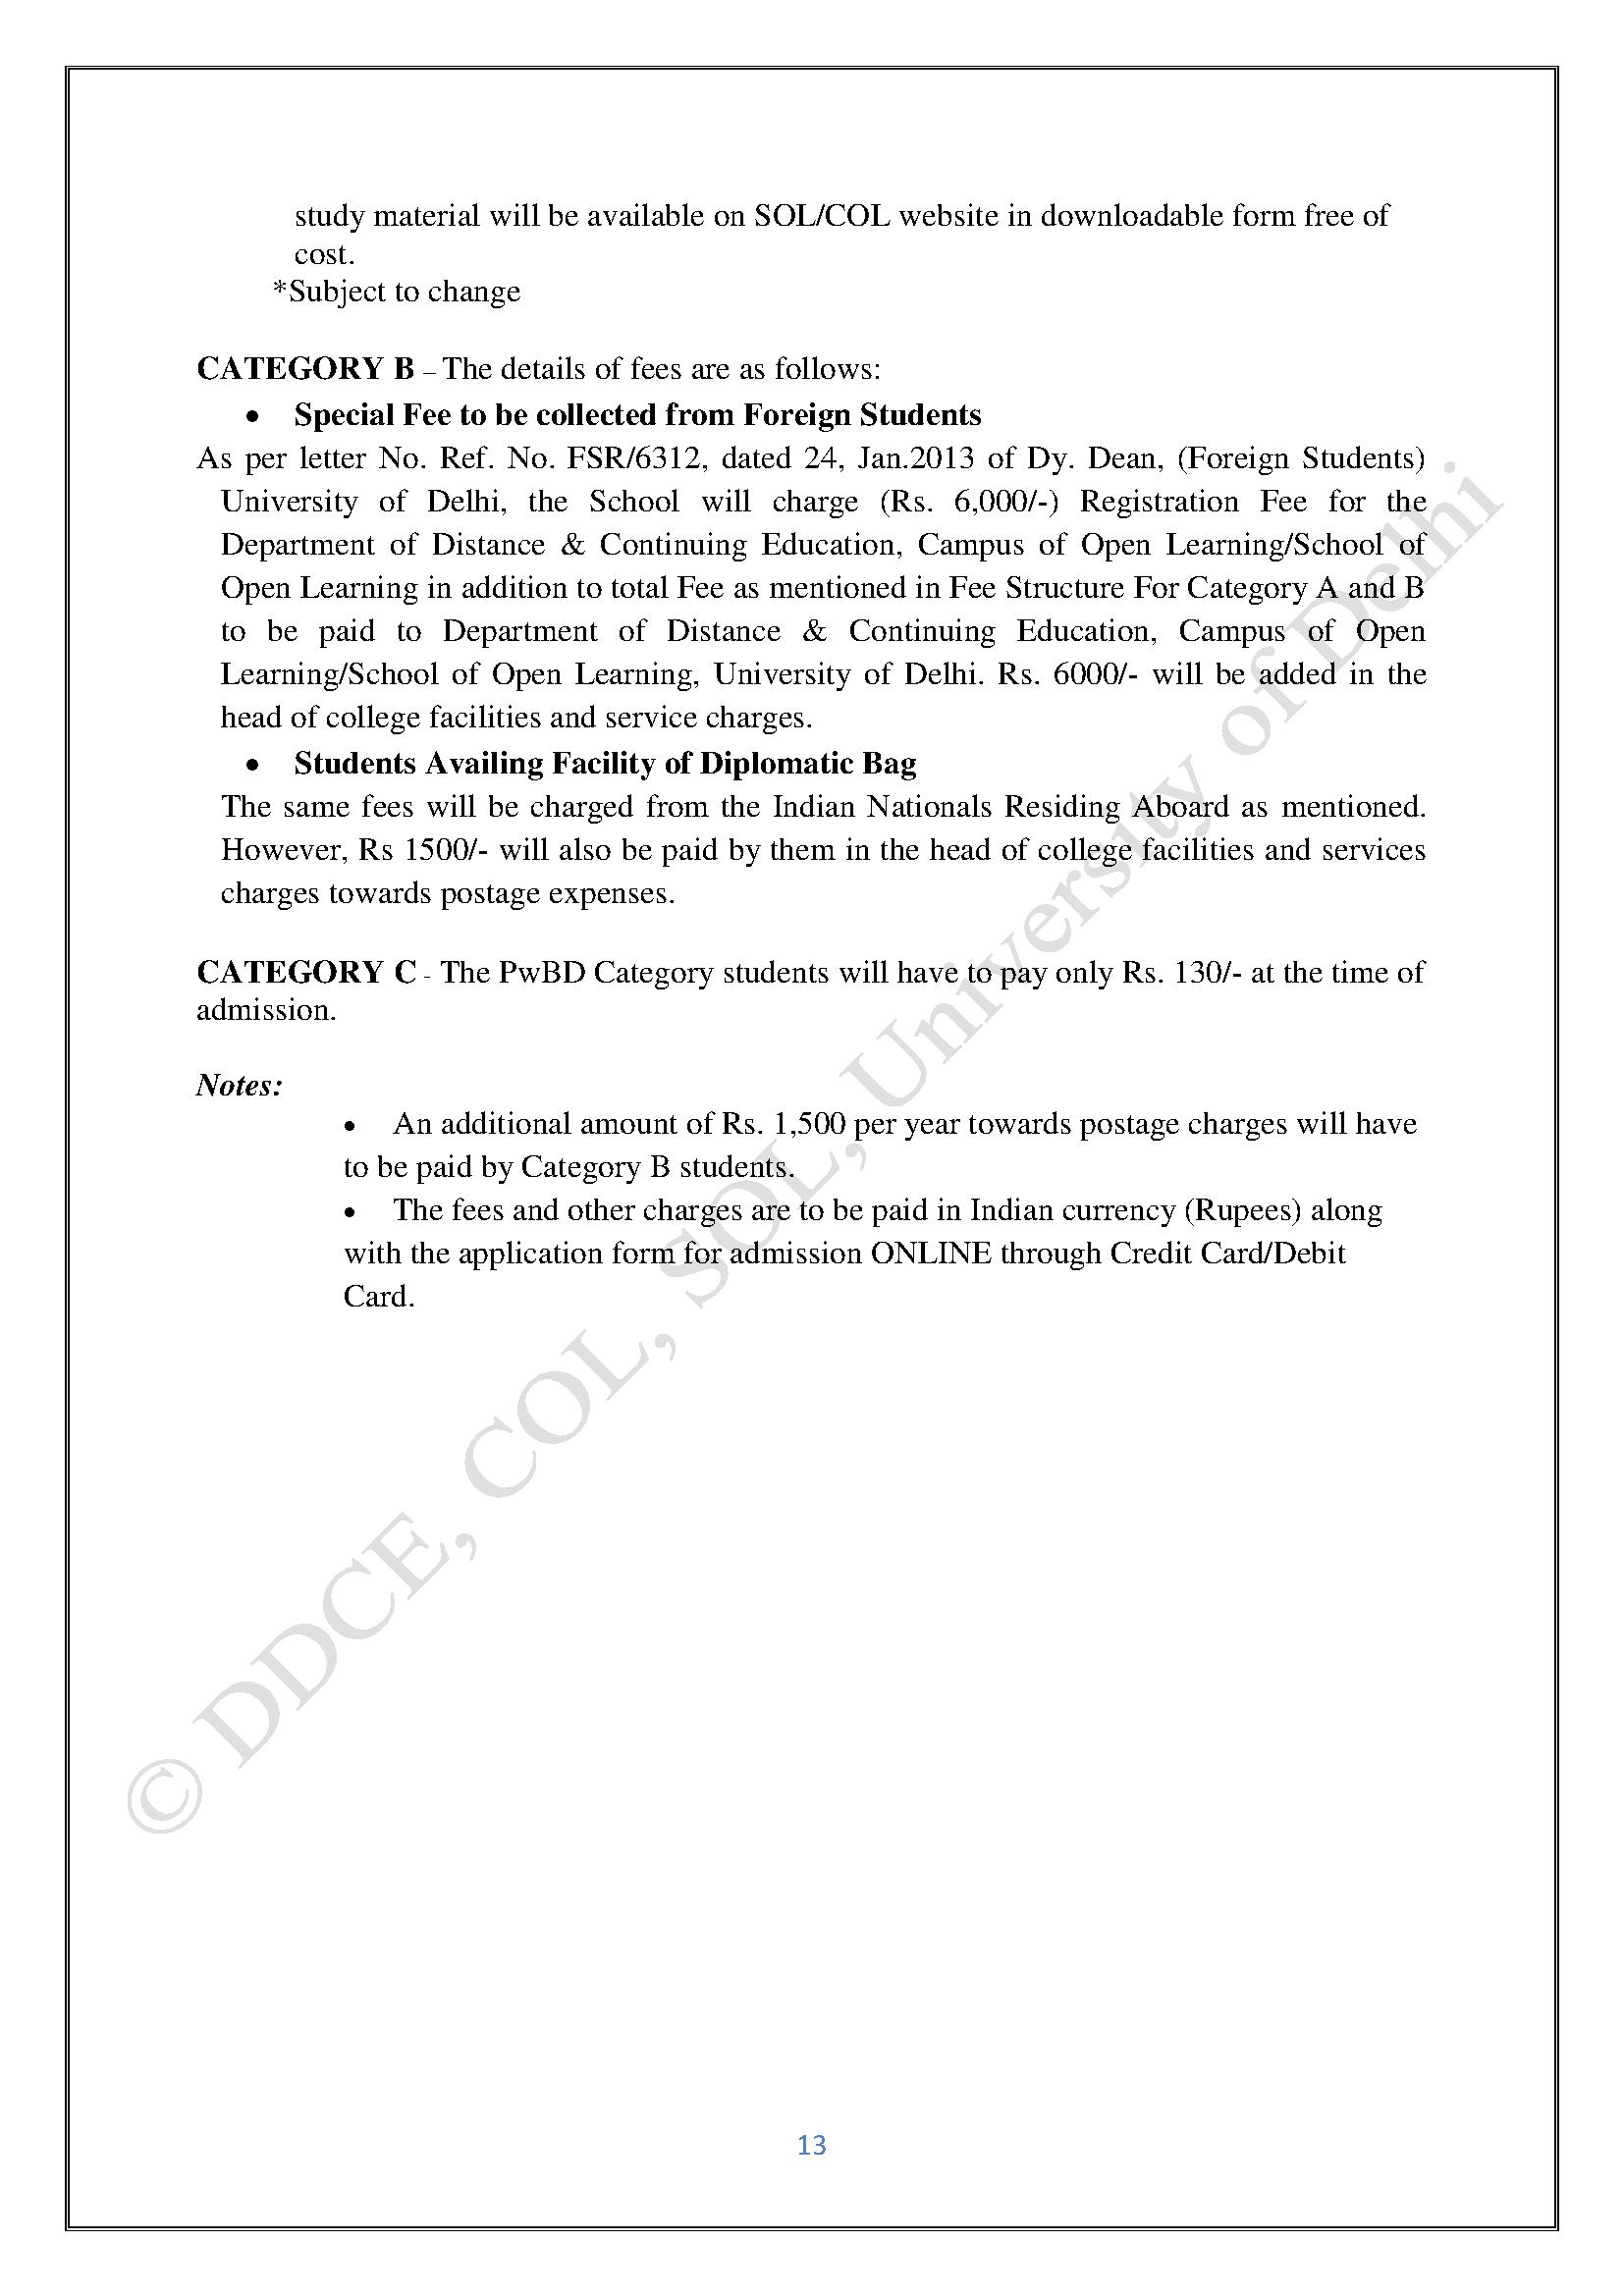 study material will be available on SOL/COL website in downloadable form free of
cost.
*Subject to change
CATEGORY B – The details of fees are as follows:
• Special Fee to be collected from Foreign Students
As per letter No. Ref. No. FSR/6312, dated 24, Jan.2013 of Dy. Dean, (Foreign Students)
University of Delhi, the School will charge (Rs. 6,000/-) Registration Fee for the
Department of Distance & Continuing Education, Campus of Open Learning/School of
Open Learning in addition to total Fee as mentioned in Fee Structure For Category A and B
to be paid to Department of Distance & Continuing Education, Campus of Open
Learning/School of Open Learning, University of Delhi. Rs. 6000/- will be added in the
head of college facilities and service charges.
• Students Availing Facility of Diplomatic Bag
The same fees will be charged from the Indian Nationals Residing Aboard as mentioned.
However, Rs 1500/- will also be paid by them in the head of college facilities and services
charges towards postage expenses.
CATEGORY C - The PwBD Category students will have to pay only Rs. 130/- at the time of
admission.
Notes:
• An additional amount of Rs. 1,500 per year towards postage charges will have
to be paid by Category B students.
• The fees and other charges are to be paid in Indian currency (Rupees) along
with the application form for admission ONLINE through Credit Card/Debit
Card.
© DDCE, COL, SOL, University of Delhi
13